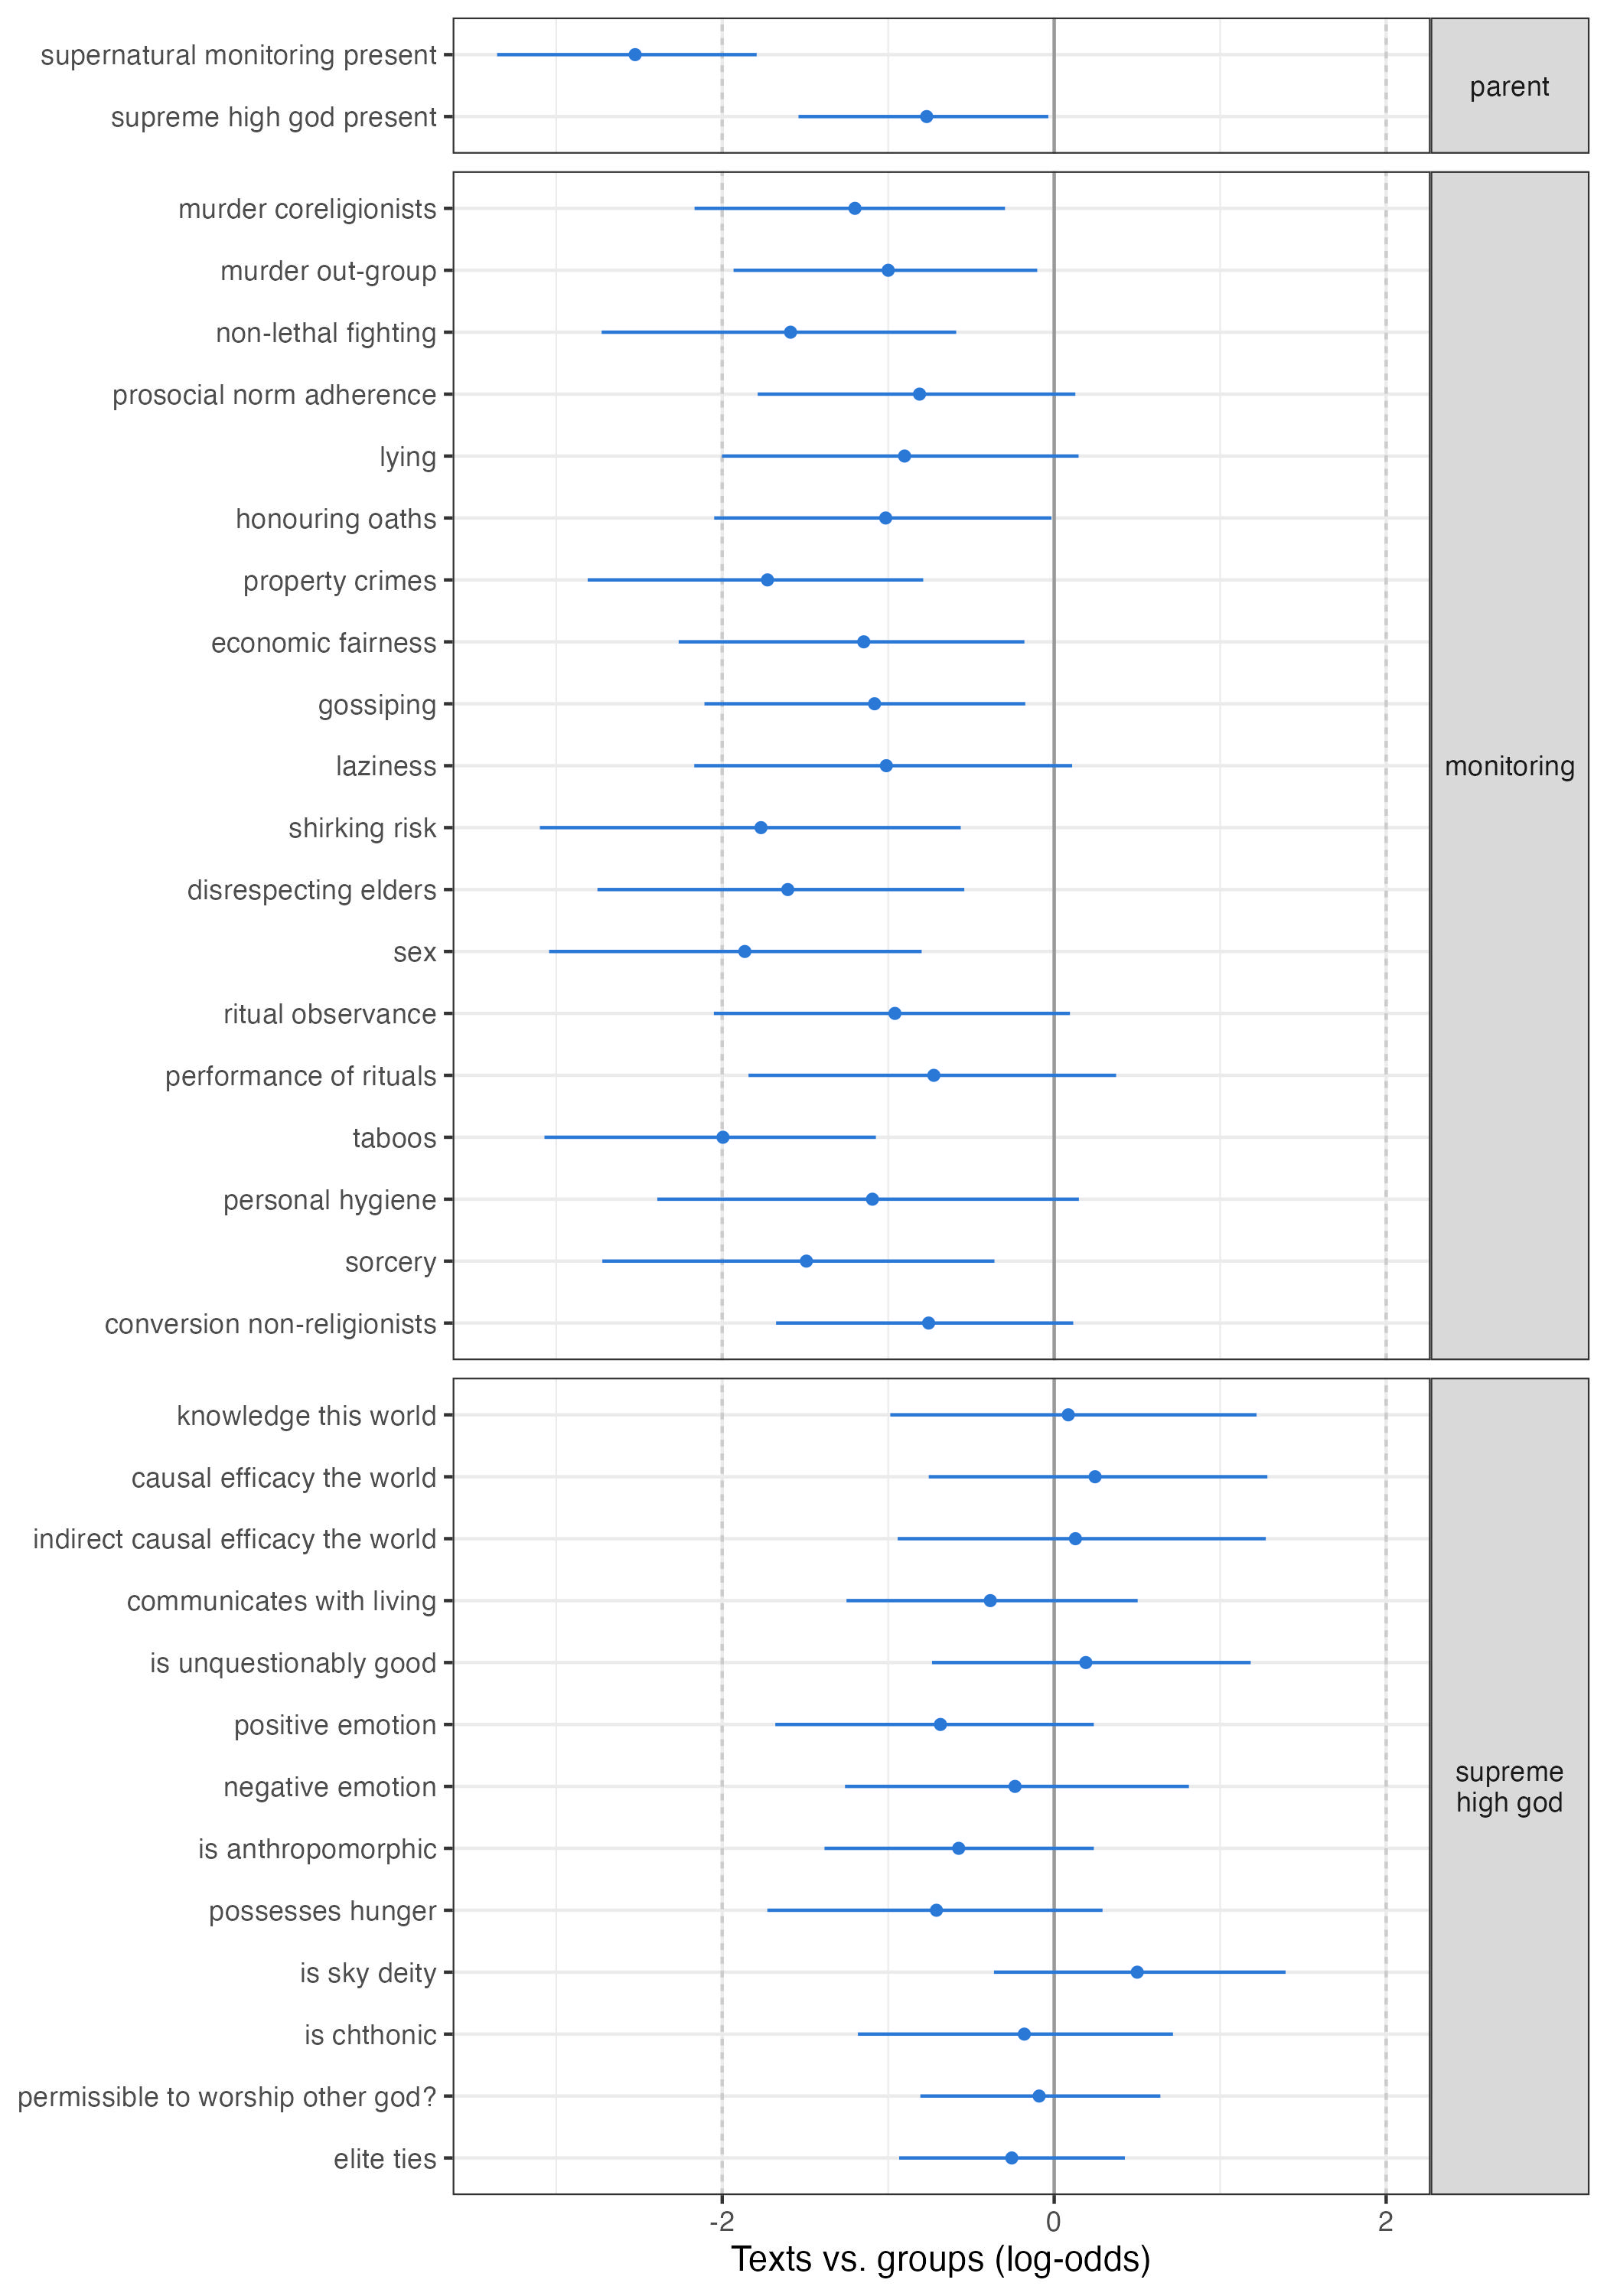 supernatural monitoring present
supreme high god present
parent
murder coreligionists
murder out-group
non-lethal fighting
prosocial norm adherence
lying
honouring oaths
property crimes
economic fairness
gossiping
laziness
shirking risk
disrespecting elders
sex
ritual observance
performance of rituals
taboos
personal hygiene
sorcery
conversion non-religionists
monitoring
knowledge this world
causal efficacy the world
indirect causal efficacy the world
communicates with living
is unquestionably good
positive emotion
negative emotion
is anthropomorphic
possesses hunger
is sky deity
is chthonic
permissible to worship other god?
elite ties
supreme
high god
-2 0 2
Texts vs. groups (log-odds)